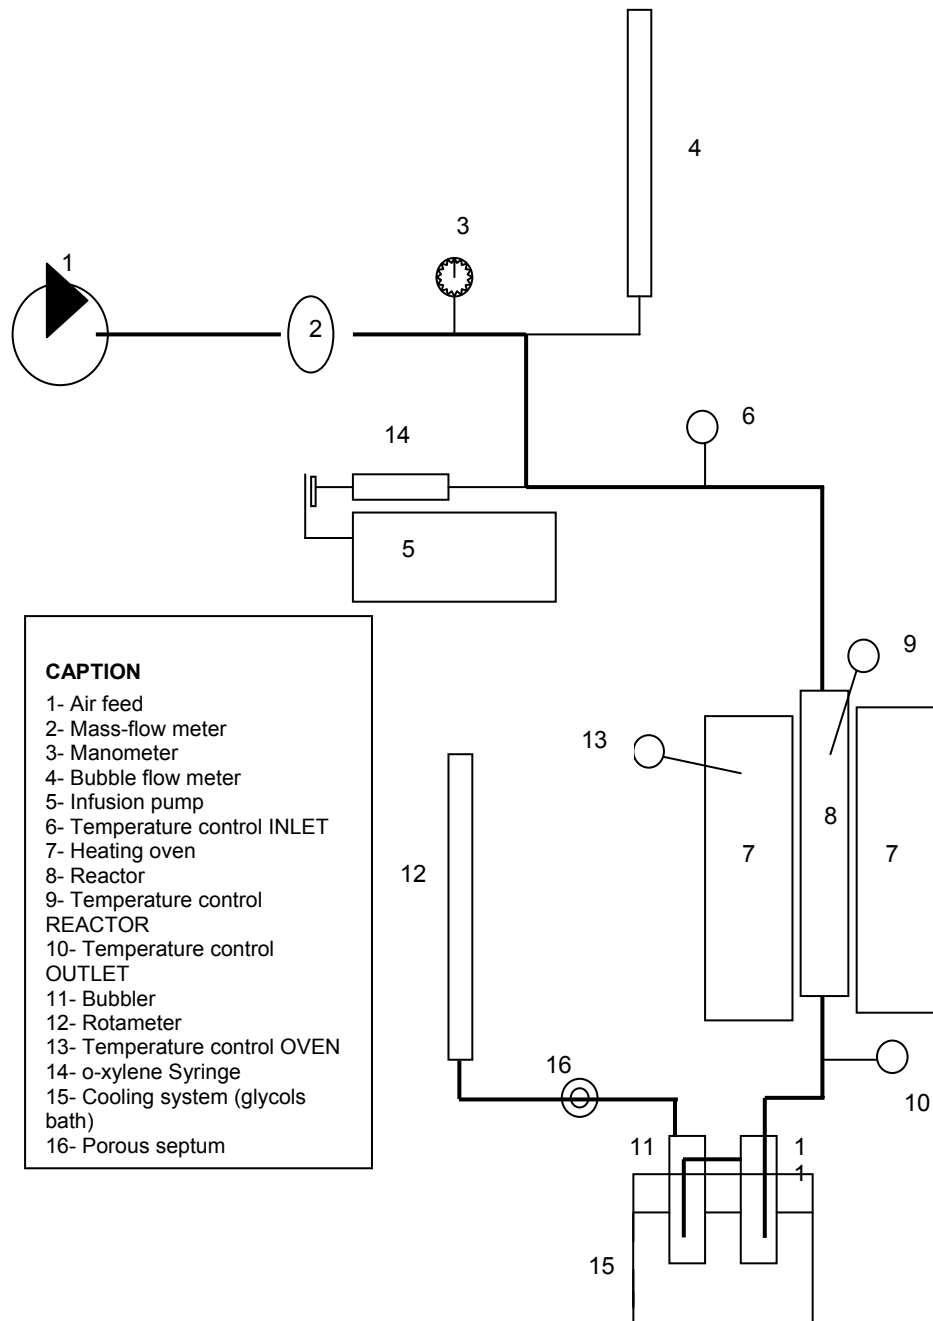 4
3
1
2
6
14
5
9
13
8
7
7
12
16
10
11
1
1
15
CAPTION
1- Air feed
2- Mass-flow meter
3- Manometer
4- Bubble flow meter
5- Infusion pump
6- Temperature control INLET
7- Heating oven
8- Reactor
9- Temperature control
REACTOR
10- Temperature control
OUTLET
11- Bubbler
12- Rotameter
13- Temperature control OVEN
14- o-xylene Syringe
15- Cooling system (glycols
bath)
16- Porous septum